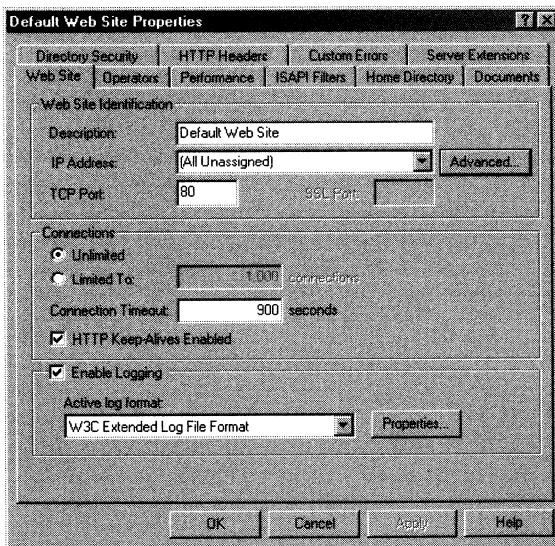 Default Web Site Properties
Directory Security HTTP Headers Custom Errors Server Extensions
Web Site Operators Performance ISAPI Filters Home Directory Documents
Web Site Identification
Description: Default Web Site
IP Address: (All Unassigned) Advanced...
TCP Port: 80 SSL Port:
Connections
Unlimited
Limited To: 1,000 connections
Connection Timeout: 900 seconds
HTTP Keep-Alives Enabled
Enable Logging
Active log format:
W3C Extended Log File Format Properties...
OK Cancel Apply Help